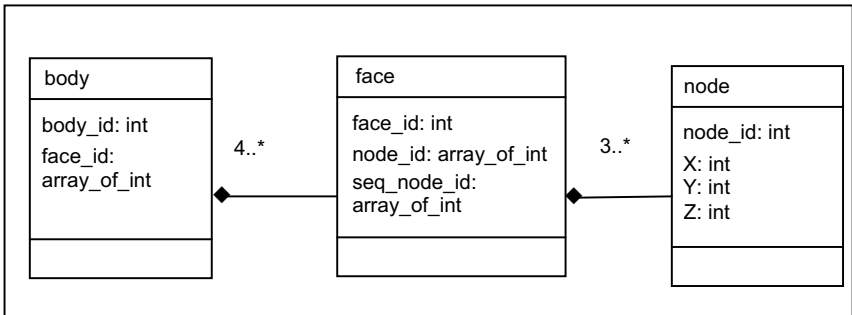 body
body_id: int
face_id:
array_of_int
4..*
face
face_id: int
node_id: array_of_int
seq_node_id:
array_of_int
3..*
node
node_id: int
X: int
Y: int
Z: int